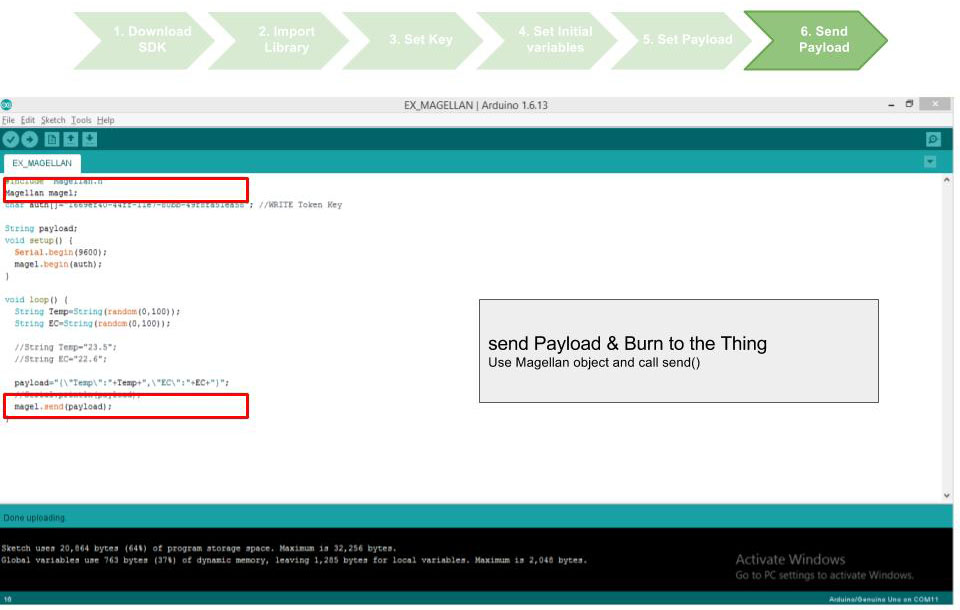 1. Download
SDK
2. Import
Library
3. Set Key
4. Set Initial
variables
5. Set Payload
6. Send
Payload
EX_MAGELLAN | Arduino 1.6.13
File Edit Sketch Tools Help
EX_MAGELLAN
#include "Magellan.h"
Magellan magel;
char auth[]= //WRITE Token Key
String payload;
void setup() {
Serial.begin(9600);
magel.begin(auth);
}
void loop() {
String Temp=String(random(0,100));
String EC=String(random(0,100));
//String Temp="23.5";
//String EC="22.6";
payload="{\"Temp\":"+Temp+",\"EC\":"+EC+"}";
//Serial.println(payload);
magel.send(payload);
}
send Payload & Burn to the Thing
Use Magellan object and call send()
Done uploading.
Sketch uses 20,864 bytes (64%) of program storage space. Maximum is 32,256 bytes.
Global variables use 763 bytes (37%) of dynamic memory, leaving 1,285 bytes for local variables. Maximum is 2,048 bytes.
Activate Windows
Go to PC settings to activate Windows.
16
Arduino/Genuino Uno on COM11